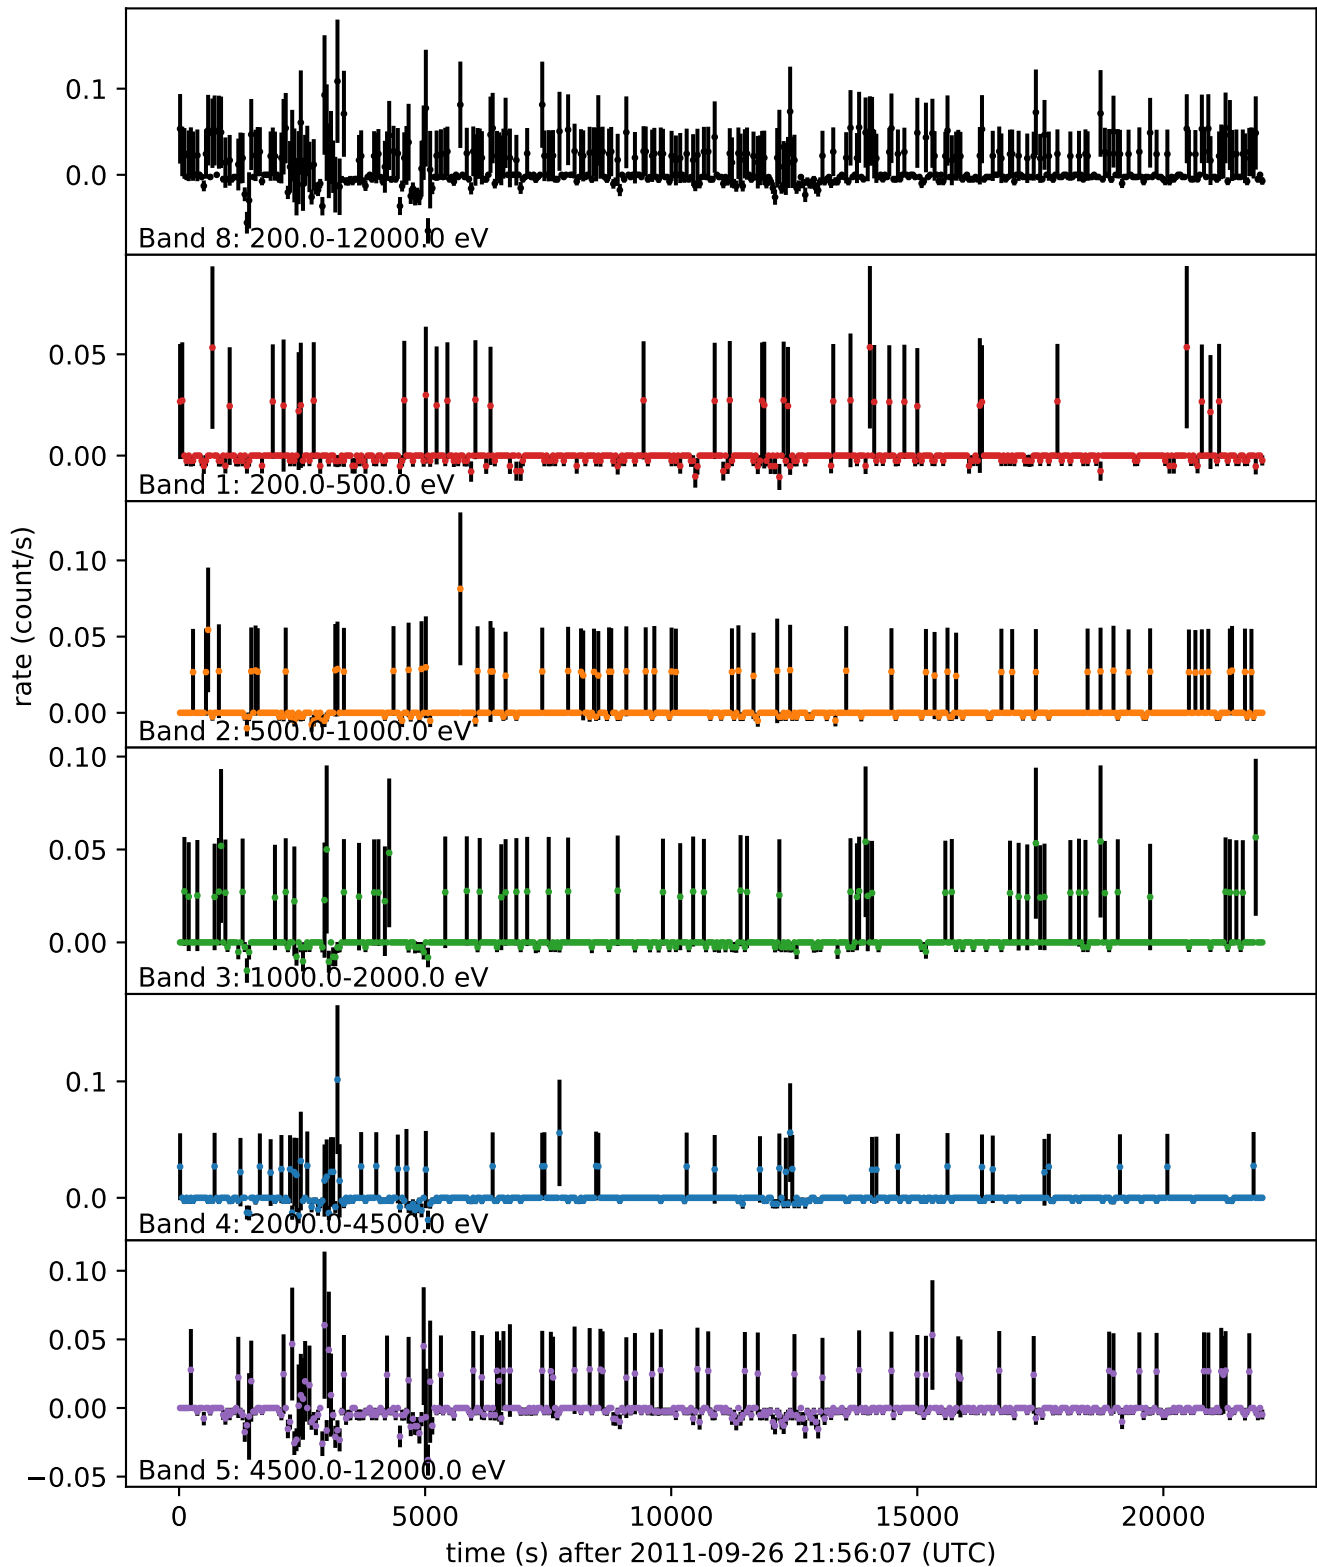 0.1
0.0
Band 8: 200.0-12000.0 eV
0.05
0.00
Band 1: 200.0-500.0 eV
0.10
0.05
0.00
Band 2: 500.0-1000.0 eV
rate (count/s)
0.10
0.05
0.00
Band 3: 1000.0-2000.0 eV
0.1
0.0
Band 4: 2000.0-4500.0 eV
0.10
0.05
0.00
−0.05
Band 5: 4500.0-12000.0 eV
0 5000 10000 15000 20000
time (s) after 2011-09-26 21:56:07 (UTC)